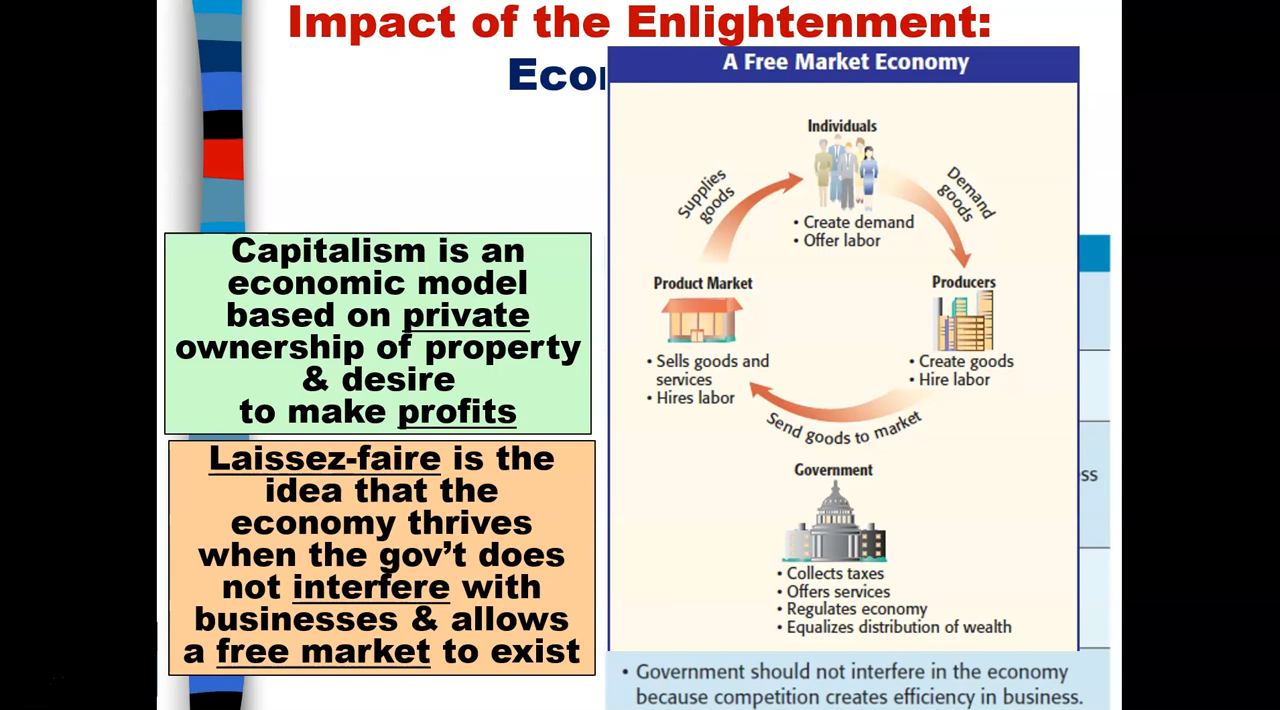 Impact of the Enlightenment:
Eco
Capitalism is an
economic model
based on private
ownership of property
& desire
to make profits
Laissez-faire is the
idea that the
economy thrives
when the gov’t does
not interfere with
businesses & allows
a free market to exist
A Free Market Economy
Individuals
• Create demand
• Offer labor
Demand
goods
Producers
• Create goods
• Hire labor
Send goods to market
Product Market
• Sells goods and
services
• Hires labor
Supplies
goods
Government
• Collects taxes
• Offers services
• Regulates economy
• Equalizes distribution of wealth
ss
• Government should not interfere in the economy
because competition creates efficiency in business.